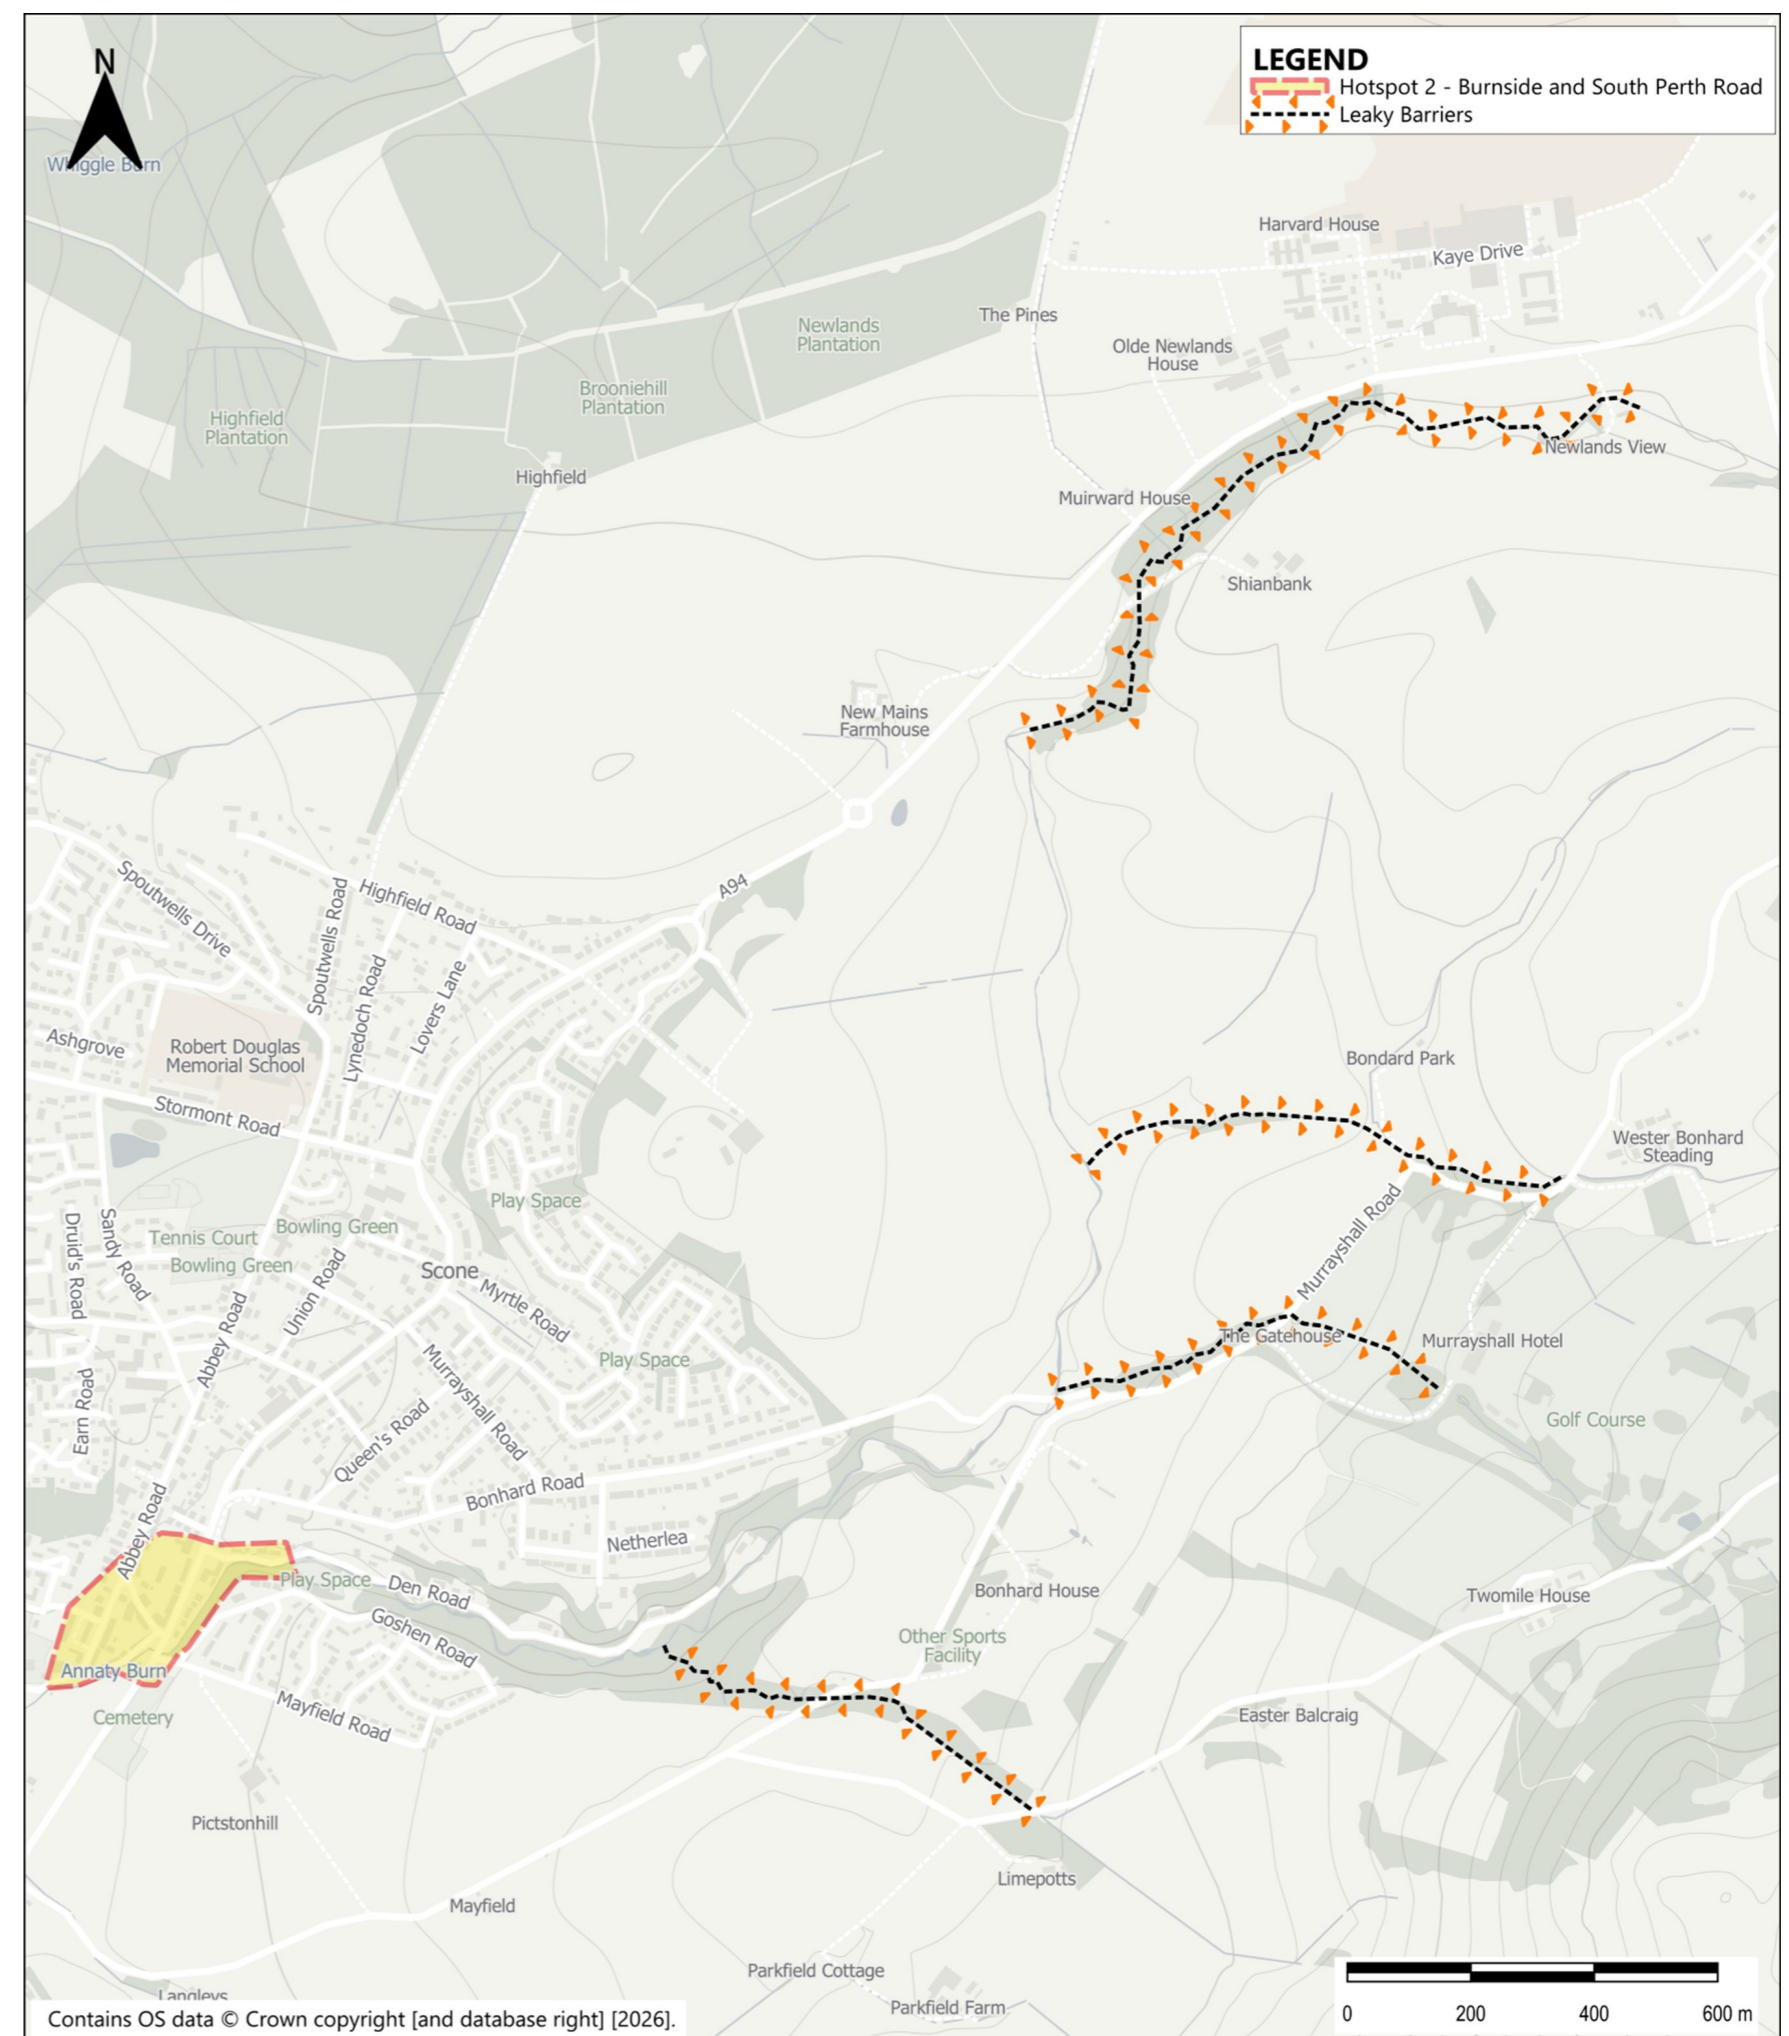 N
LEGEND
Hotspot 2 - Burnside and South Perth Road
Leaky Barriers
Whiggle Burn
Harvard House
Kaye Drive
The Pines
Newlands
Plantation
Olde Newlands
House
Brooniehill
Plantation
Highfield
Plantation
Newlands View
Highfield
Muirward House
Shianbank
New Mains
Farmhouse
A94
Spoutwells Drive
Spoutwells Road
Highfield Road
Lynedoch Road
Lovers Lane
Ashgrove
Robert Douglas
Memorial School
Bondard Park
Stormont Road
Wester Bonhard
Steading
Play Space
Druid's Road
Sandy Road
Tennis Court
Bowling Green
Bowling Green
Union Road
Scone
Myrtle Road
Murrayshall Road
Abbey Road
The Gatehouse
Murrayshall Hotel
Play Space
Earn Road
Murrayshall Road
Queen's Road
Golf Course
Bonhard Road
Abbey Road
Netherlea
Play Space
Den Road
Bonhard House
Twomile House
Goshen Road
Other Sports
Facility
Annaty Burn
Cemetery
Mayfield Road
Easter Balcraig
Pictstonhill
Limepotts
Mayfield
Parkfield Cottage
Langleys
Parkfield Farm
Contains OS data © Crown copyright [and database right] [2026].
0 200 400 600 m